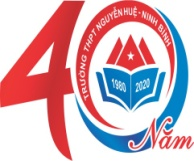 40
TRƯỜNG THPT NGUYỄN HUỆ - NINH BÌNH
1980 2020
Năm